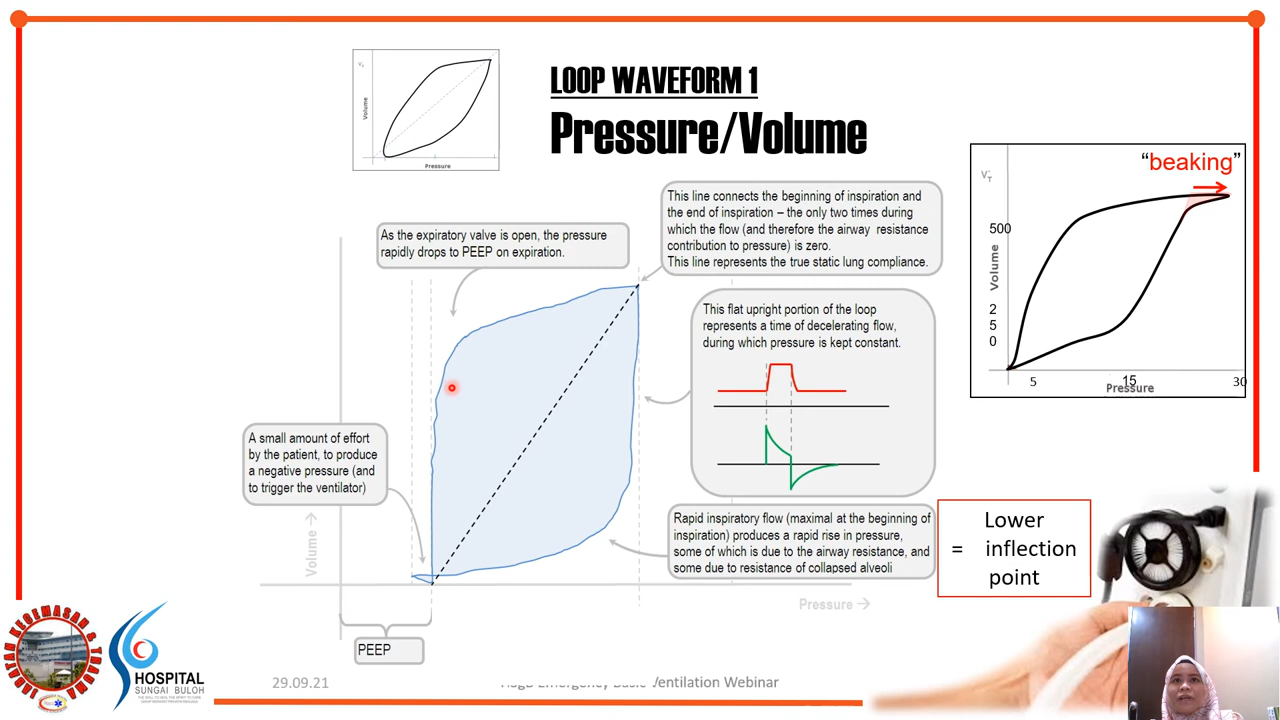 LOOP WAVEFORM 1
Pressure/Volume
Volume
Pressure
"beaking"
V T
500
Volume
2
5
0
5
15
30
Pressure
This line connects the beginning of inspiration and
the end of inspiration – the only two times during
which the flow (and therefore the airway resistance
contribution to pressure) is zero.
This line represents the true static lung compliance.
As the expiratory valve is open, the pressure
rapidly drops to PEEP on expiration.
This flat upright portion of the loop
represents a time of decelerating flow,
during which pressure is kept constant.
A small amount of effort
by the patient, to produce
a negative pressure (and
to trigger the ventilator)
Rapid inspiratory flow (maximal at the beginning of
inspiration) produces a rapid rise in pressure,
some of which is due to the airway resistance, and
some due to resistance of collapsed alveoli
Lower
= inflection
point
Volume →
Pressure →
PEEP
JABATAN KECEMASAN & TRAUMA
HOSPITAL
SUNGAI BULOH
29.09.21
Emergency Basic Ventilation Webinar